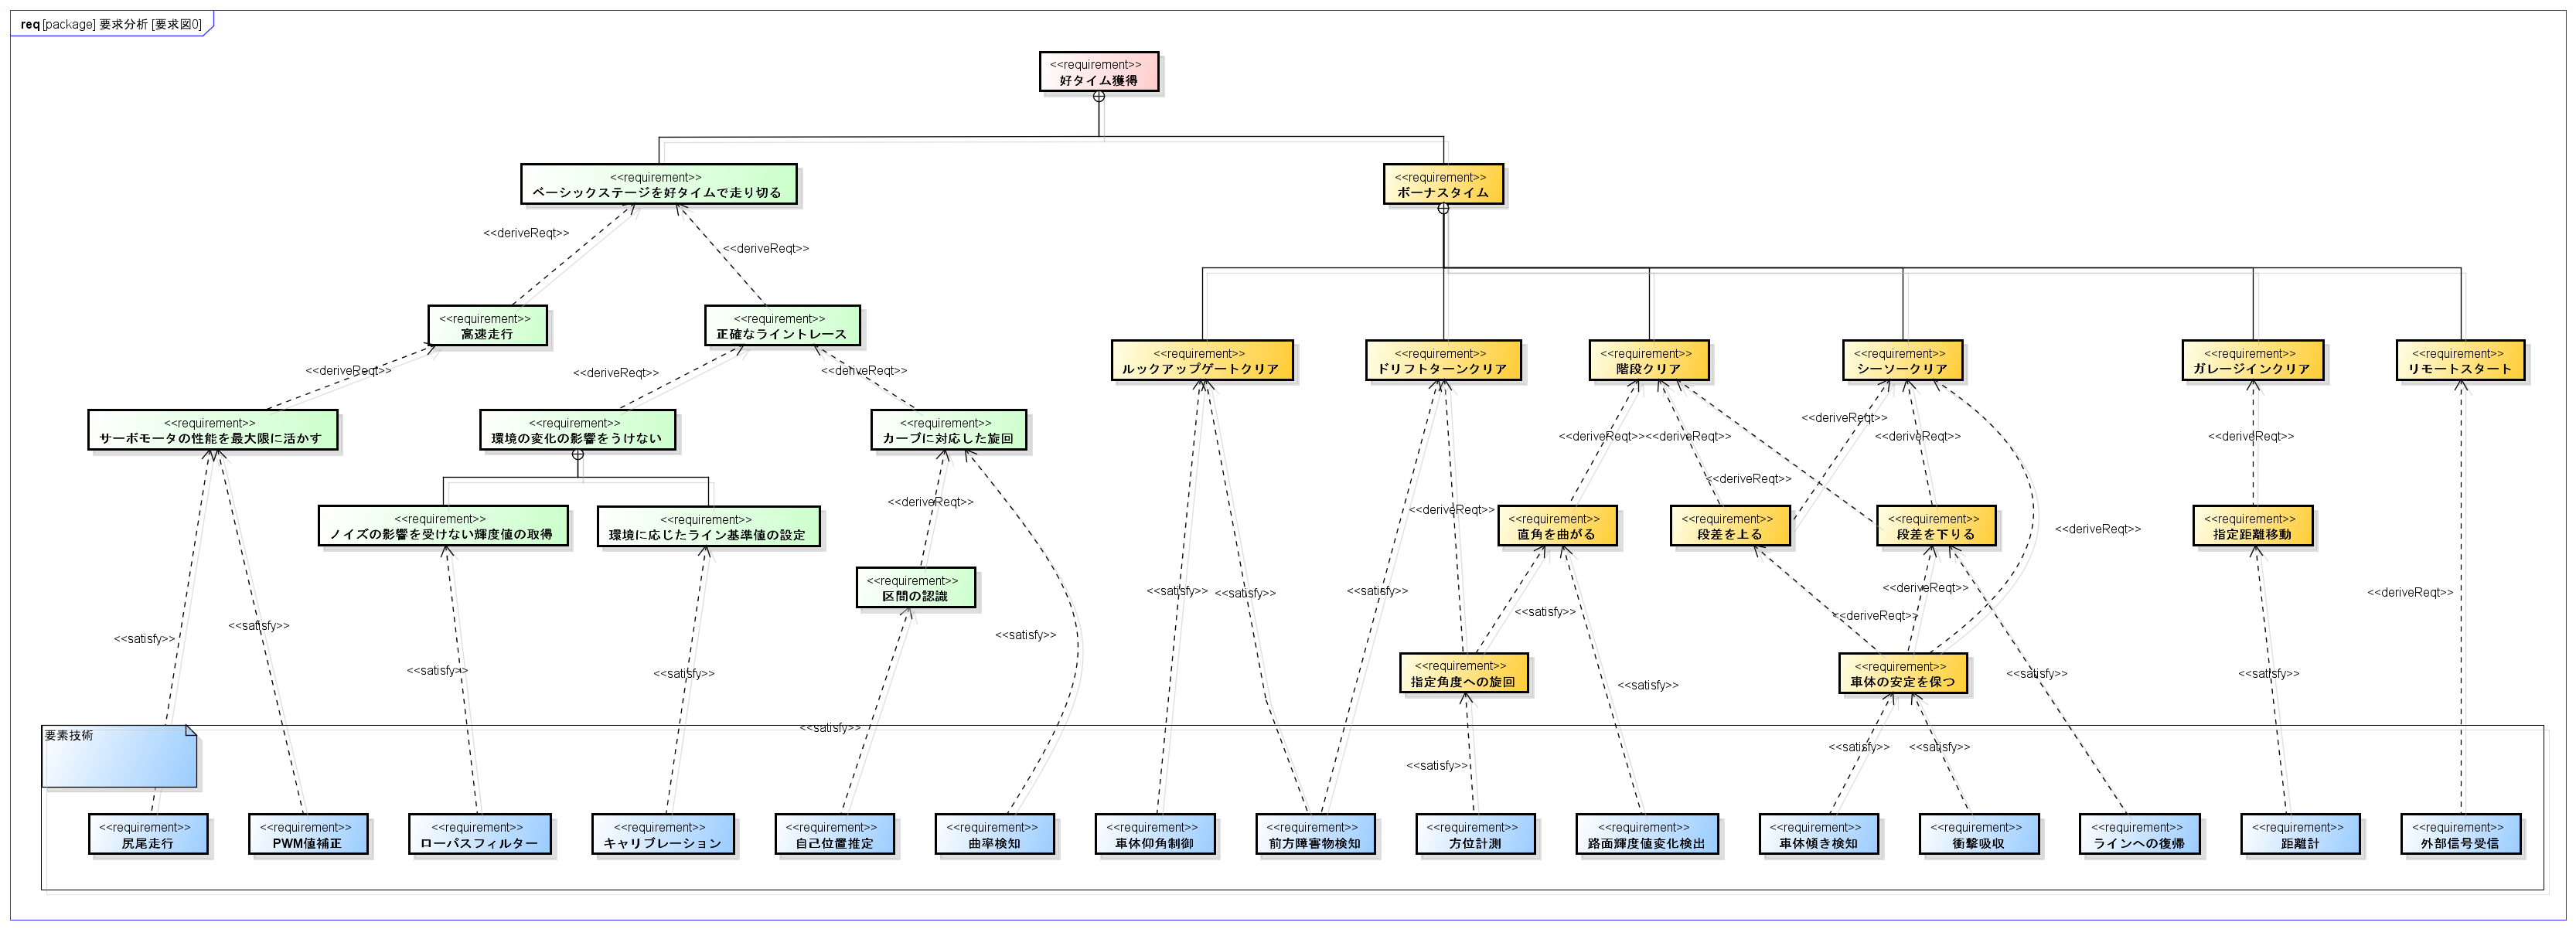 req [package] 要求分析 [要求図0]
<<requirement>>
好タイム獲得
<<requirement>>
ベーシックステージを好タイムで走り切る
<<requirement>>
ボーナスタイム
<<deriveReqt>>
<<deriveReqt>>
<<requirement>>
高速走行
<<requirement>>
正確なライントレース
<<requirement>>
ルックアップゲートクリア
<<requirement>>
ドリフトターンクリア
<<requirement>>
階段クリア
<<requirement>>
シーソークリア
<<requirement>>
ガレージインクリア
<<requirement>>
リモートスタート
<<deriveReqt>>
<<deriveReqt>>
<<deriveReqt>>
<<requirement>>
サーボモータの性能を最大限に活かす
<<requirement>>
環境の変化の影響をうけない
<<requirement>>
カーブに対応した旋回
<<deriveReqt>>
<<deriveReqt>>
<<deriveReqt>>
<<deriveReqt>>
<<deriveReqt>>
<<deriveReqt>>
<<deriveReqt>>
<<deriveReqt>>
<<requirement>>
ノイズの影響を受けない輝度値の取得
<<requirement>>
環境に応じたライン基準値の設定
<<requirement>>
直角を曲がる
<<requirement>>
段差を上る
<<requirement>>
段差を下りる
<<requirement>>
指定距離移動
<<deriveReqt>>
<<requirement>>
区間の認識
<<satisfy>>
<<satisfy>>
<<satisfy>>
<<deriveReqt>>
<<deriveReqt>>
<<satisfy>>
<<deriveReqt>>
<<satisfy>>
<<satisfy>>
<<satisfy>>
<<requirement>>
指定角度への旋回
<<requirement>>
車体の安定を保つ
<<satisfy>>
<<satisfy>>
<<satisfy>>
<<satisfy>>
<<satisfy>>
<<satisfy>>
要素技術
<<satisfy>>
<<satisfy>>
<<satisfy>>
<<satisfy>>
<<requirement>>
尻尾走行
<<requirement>>
PWM値補正
<<requirement>>
ローパスフィルター
<<requirement>>
キャリブレーション
<<requirement>>
自己位置推定
<<requirement>>
曲率検知
<<requirement>>
車体仰角制御
<<requirement>>
前方障害物検知
<<requirement>>
方位計測
<<requirement>>
路面輝度値変化検出
<<requirement>>
車体傾き検知
<<requirement>>
衝撃吸収
<<requirement>>
ラインへの復帰
<<requirement>>
距離計
<<requirement>>
外部信号受信